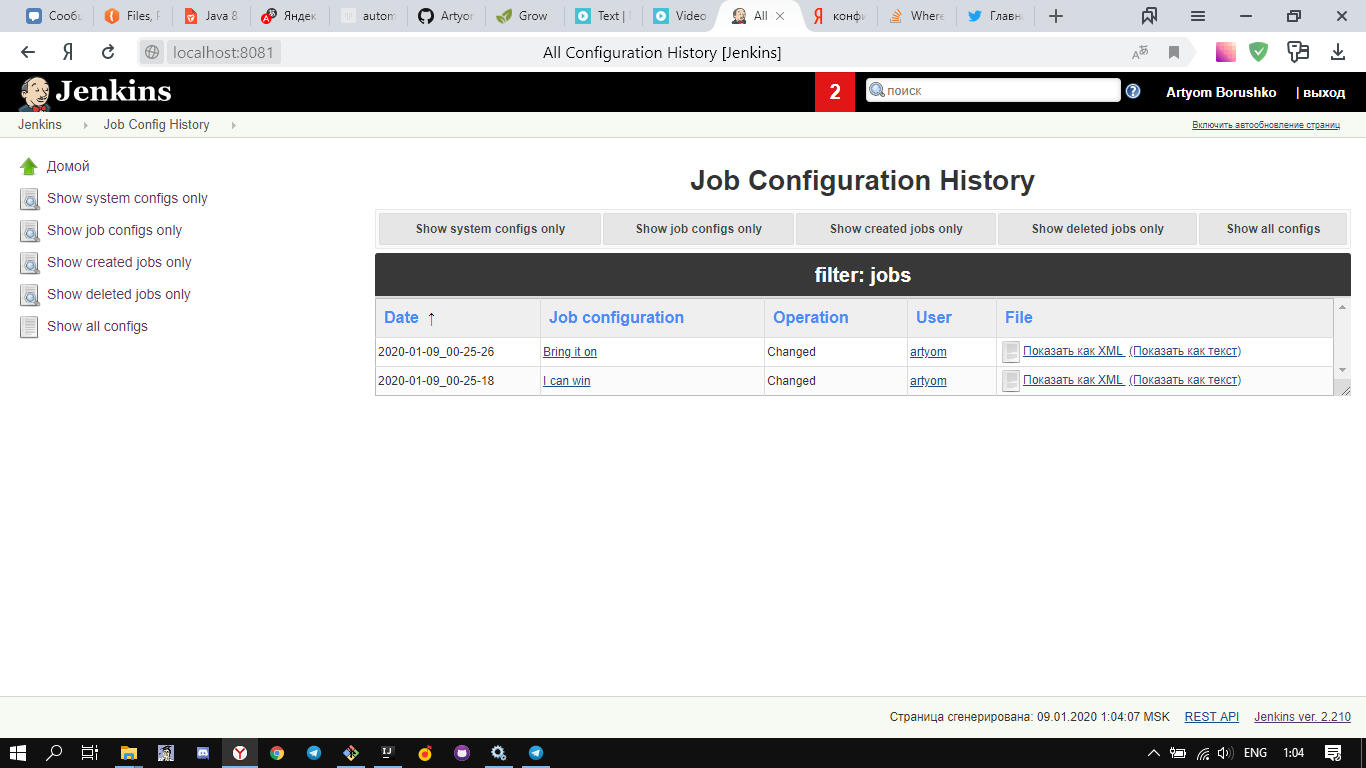 Сообц Files, F Java 8 Яндек autom Artyor Grow Text | Video All конфи Where Главн
Я localhost:8081 All Configuration History [Jenkins]
Jenkins 2 поиск Artyom Borushko | выход
Jenkins Job Config History Включить автообновление страниц
Домой
Show system configs only
Show job configs only
Show created jobs only
Show deleted jobs only
Show all configs
Job Configuration History
Show system configs only Show job configs only Show created jobs only Show deleted jobs only Show all configs
filter: jobs
Date ↑ Job configuration Operation User File
2020-01-09_00-25-26 Bring it on Changed artyom Показать как XML (Показать как текст)
2020-01-09_00-25-18 I can win Changed artyom Показать как XML (Показать как текст)
Страница сгенерирована: 09.01.2020 1:04:07 MSK REST API Jenkins ver. 2.210
ENG 1:04